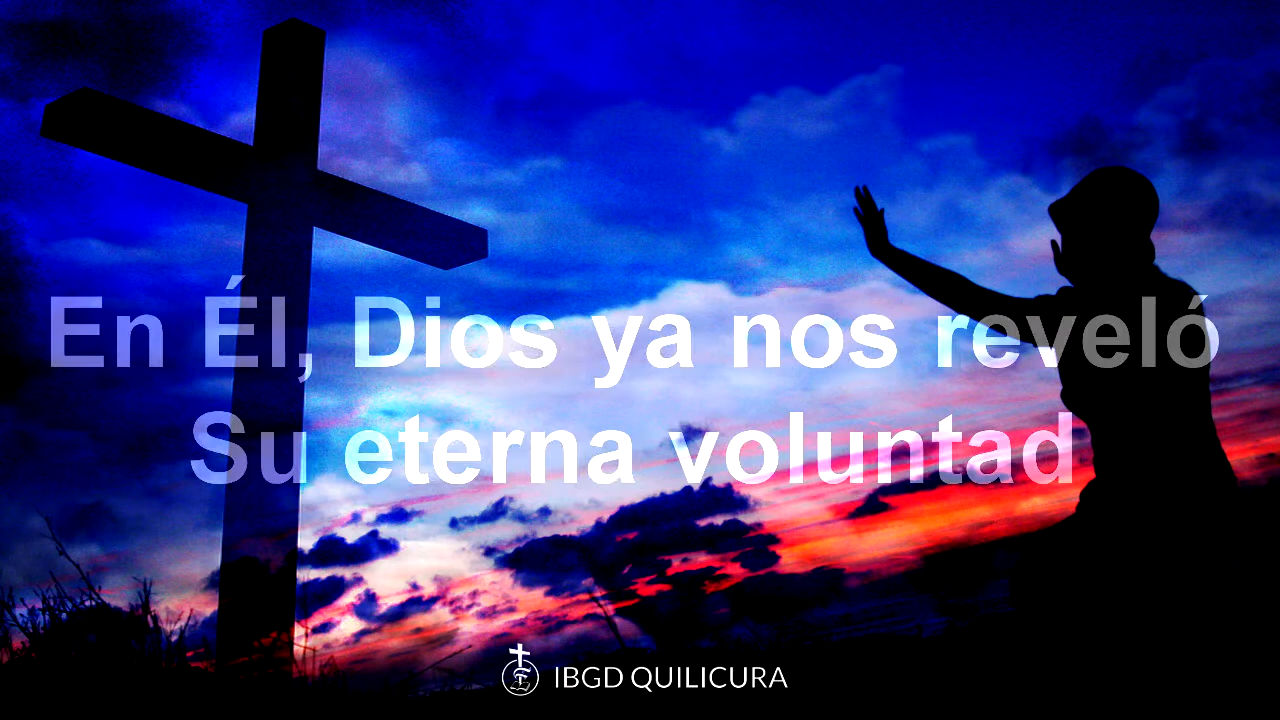 En Él, Dios ya nos reveló
Su eterna voluntad
IBGD QUILICURA